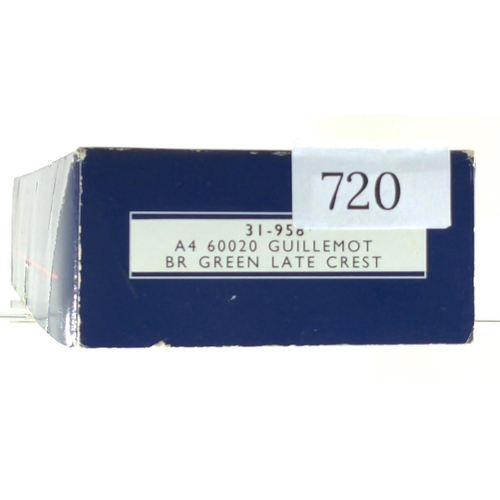 720
31-958
A4 60020 GUILLEMOT
BR GREEN LATE CREST